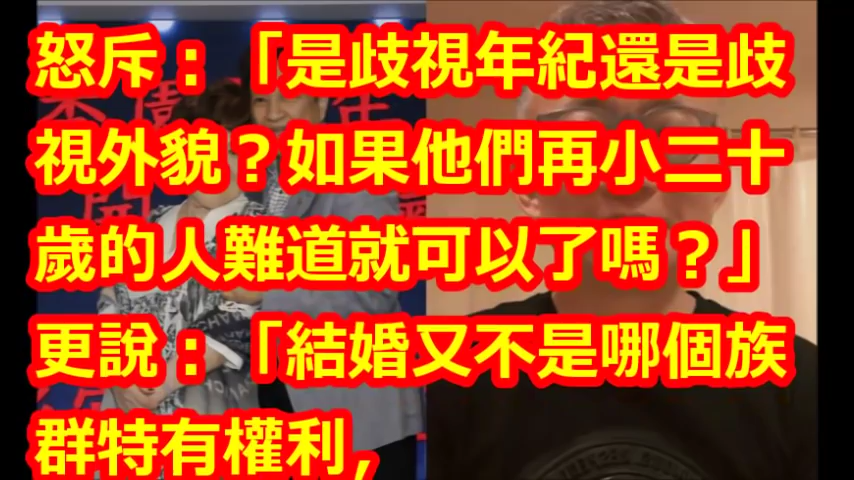 怒斥：「是歧視年紀還是歧
視外貌？如果他們再小二十
歲的人難道就可以了嗎？」
更說：「結婚又不是哪個族
群特有權利,